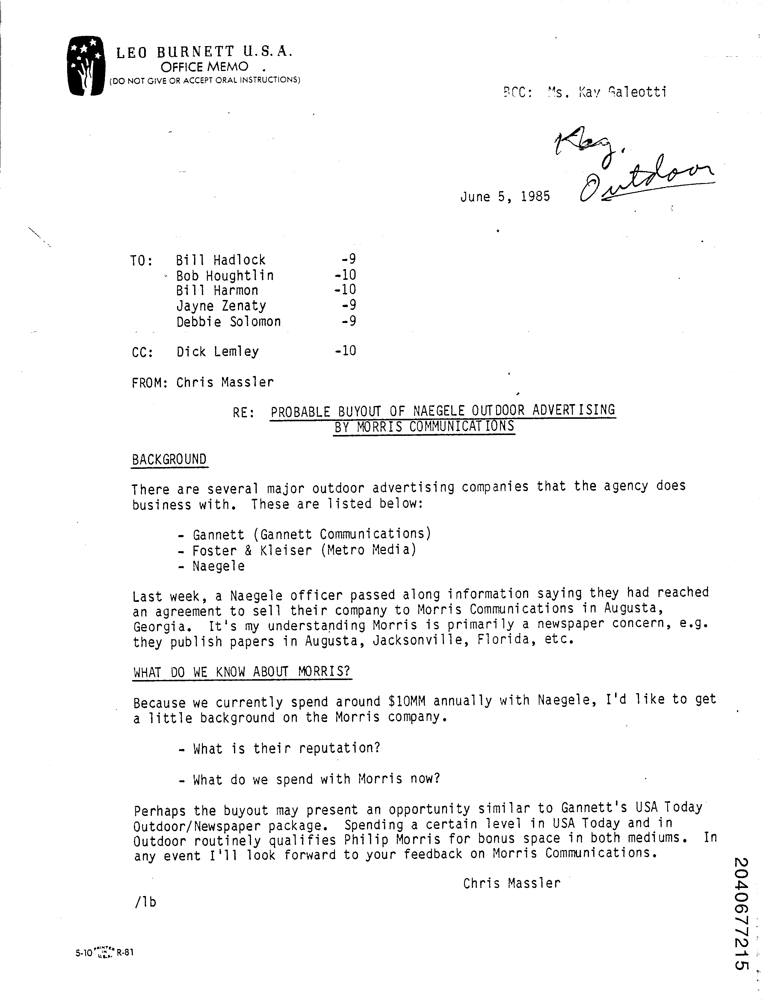 LEO BURNETT U.S.A.
OFFICE MEMO
(DO NOT GIVE OR ACCEPT ORAL INSTRUCTIONS)
BCC: Ms. Kay Galeotti
Outdoor
June 5, 1985
TO: Bill Hadlock -9
Bob Houghtlin -10
Bill Harmon -10
Jayne Zenaty -9
Debbie Solomon -9
CC: Dick Lemley -10
FROM: Chris Massler
RE: PROBABLE BUYOUT OF NAEGELE OUTDOOR ADVERTISING
BY MORRIS COMMUNICATIONS
BACKGROUND
There are several major outdoor advertising companies that the agency does
business with. These are listed below:
- Gannett (Gannett Communications)
- Foster & Kleiser (Metro Media)
- Naegele
Last week, a Naegele officer passed along information saying they had reached
an agreement to sell their company to Morris Communications in Augusta,
Georgia. It's my understanding Morris is primarily a newspaper concern, e.g.
they publish papers in Augusta, Jacksonville, Florida, etc.
WHAT DO WE KNOW ABOUT MORRIS?
Because we currently spend around $10MM annually with Naegele, I'd like to get
a little background on the Morris company.
- What is their reputation?
- What do we spend with Morris now?
Perhaps the buyout may present an opportunity similar to Gannett's USA Today
Outdoor/Newspaper package. Spending a certain level in USA Today and in
Outdoor routinely qualifies Philip Morris for bonus space in both mediums. In
any event I'll look forward to your feedback on Morris Communications.
Chris Massler
/lb
5-10 PRINTED IN U.S.A. R-81
2040677215